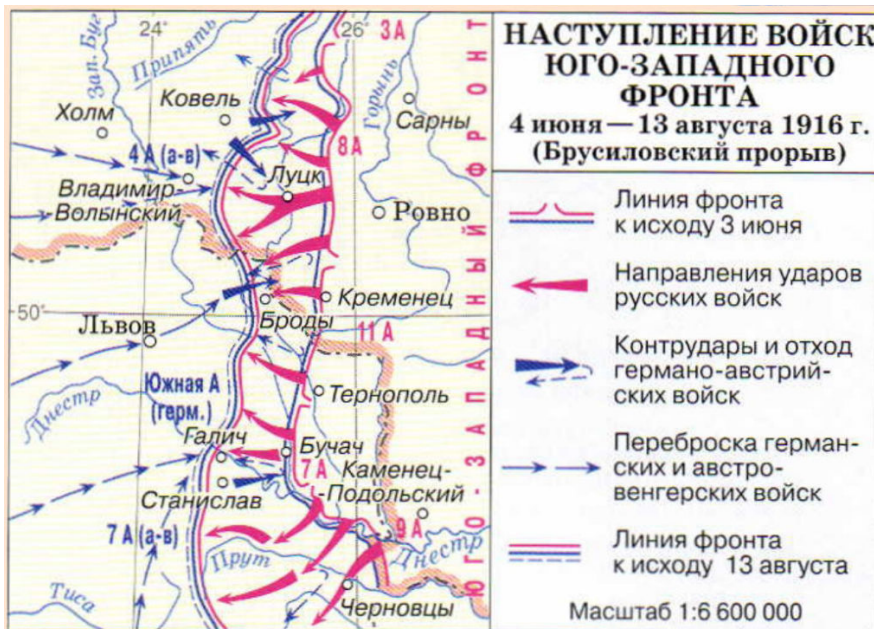 НАСТУПЛЕНИЕ ВОЙСК
ЮГО-ЗАПАДНОГО
ФРОНТА
4 июня — 13 августа 1916 г.
(Брусиловский прорыв)
Линия фронта
к исходу 3 июня
Направления ударов
русских войск
Контрудары и отход
германо-австрий-
ских войск
Переброска герман-
ских и австро-
венгерских войск
Линия фронта
к исходу 13 августа
Масштаб 1:6 600 000
24°
26°
3А
Зап. Буг
Припять
Горынь
Ковель
Холм
Сарны
4 А (а-в)
8А
Луцк
Владимир-
-Волынский
Ровно
Кременец
50°
Львов
Броды
11 А
Южная А
(герм.)
Тернополь
Днестр
Галич
Бучач
7 А
Каменец-
-Подольский
Станислав
9 А
7 А (а-в)
Днестр
Прут
Тиса
Черновцы
ЮГО-ЗАПАДНЫЙ ФРОНТ